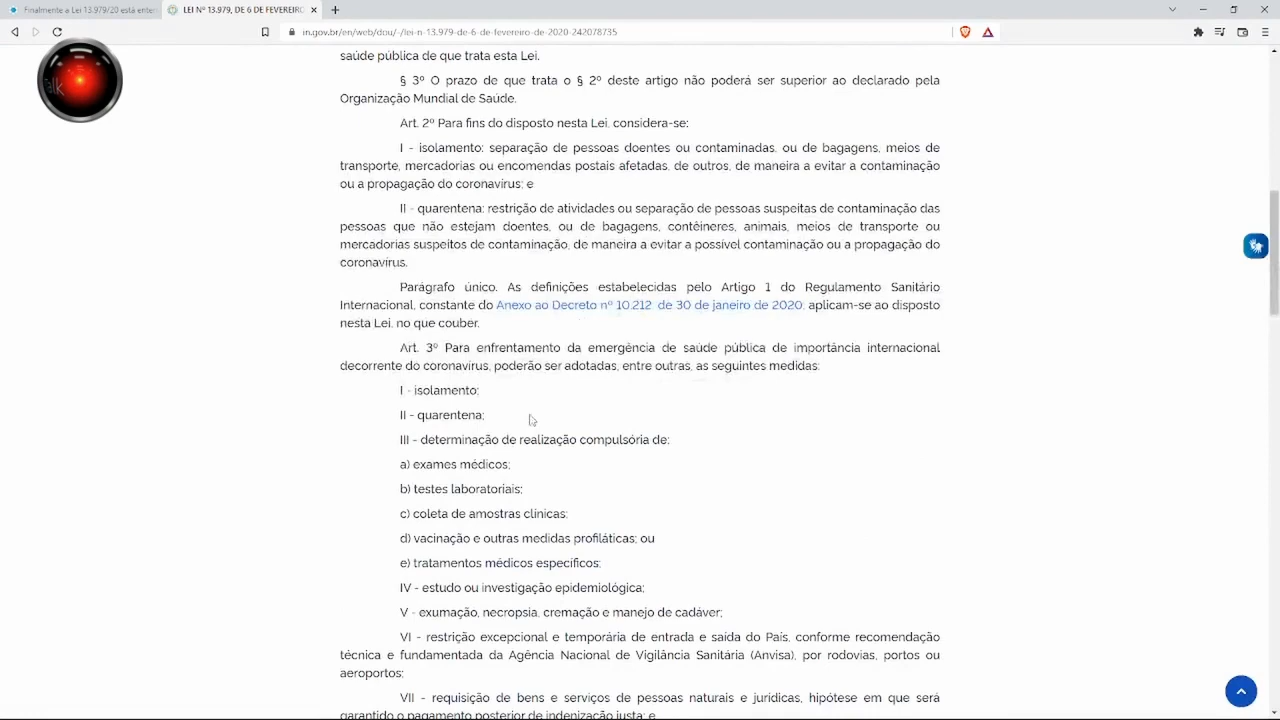 Finalmente a Lei 13.979/20 está enter
LEI Nº 13.979, DE 6 DE FEVEREIRO
in.gov.br/en/web/dou/-/lei-n-13.979-de-6-de-fevereiro-de-2020-242078735
alk
saúde pública de que trata esta Lei.
§ 3º O prazo de que trata o § 2º deste artigo não poderá ser superior ao declarado pela
Organização Mundial de Saúde.
Art. 2º Para fins do disposto nesta Lei, considera-se:
I - isolamento: separação de pessoas doentes ou contaminadas, ou de bagagens, meios de
transporte, mercadorias ou encomendas postais afetadas, de outros, de maneira a evitar a contaminação
ou a propagação do coronavírus; e
II - quarentena: restrição de atividades ou separação de pessoas suspeitas de contaminação das
pessoas que não estejam doentes, ou de bagagens, contêineres, animais, meios de transporte ou
mercadorias suspeitos de contaminação, de maneira a evitar a possível contaminação ou a propagação do
coronavírus.
Parágrafo único. As definições estabelecidas pelo Artigo 1 do Regulamento Sanitário
Internacional, constante do Anexo ao Decreto nº 10.212, de 30 de janeiro de 2020, aplicam-se ao disposto
nesta Lei, no que couber.
Art. 3º Para enfrentamento da emergência de saúde pública de importância internacional
decorrente do coronavírus, poderão ser adotadas, entre outras, as seguintes medidas:
I - isolamento;
II - quarentena;
III - determinação de realização compulsória de:
a) exames médicos;
b) testes laboratoriais;
c) coleta de amostras clínicas;
d) vacinação e outras medidas profiláticas; ou
e) tratamentos médicos específicos;
IV - estudo ou investigação epidemiológica;
V - exumação, necropsia, cremação e manejo de cadáver;
VI - restrição excepcional e temporária de entrada e saída do País, conforme recomendação
técnica e fundamentada da Agência Nacional de Vigilância Sanitária (Anvisa), por rodovias, portos ou
aeroportos;
VII - requisição de bens e serviços de pessoas naturais e jurídicas, hipótese em que será
garantido o pagamento posterior de indenização justa; e